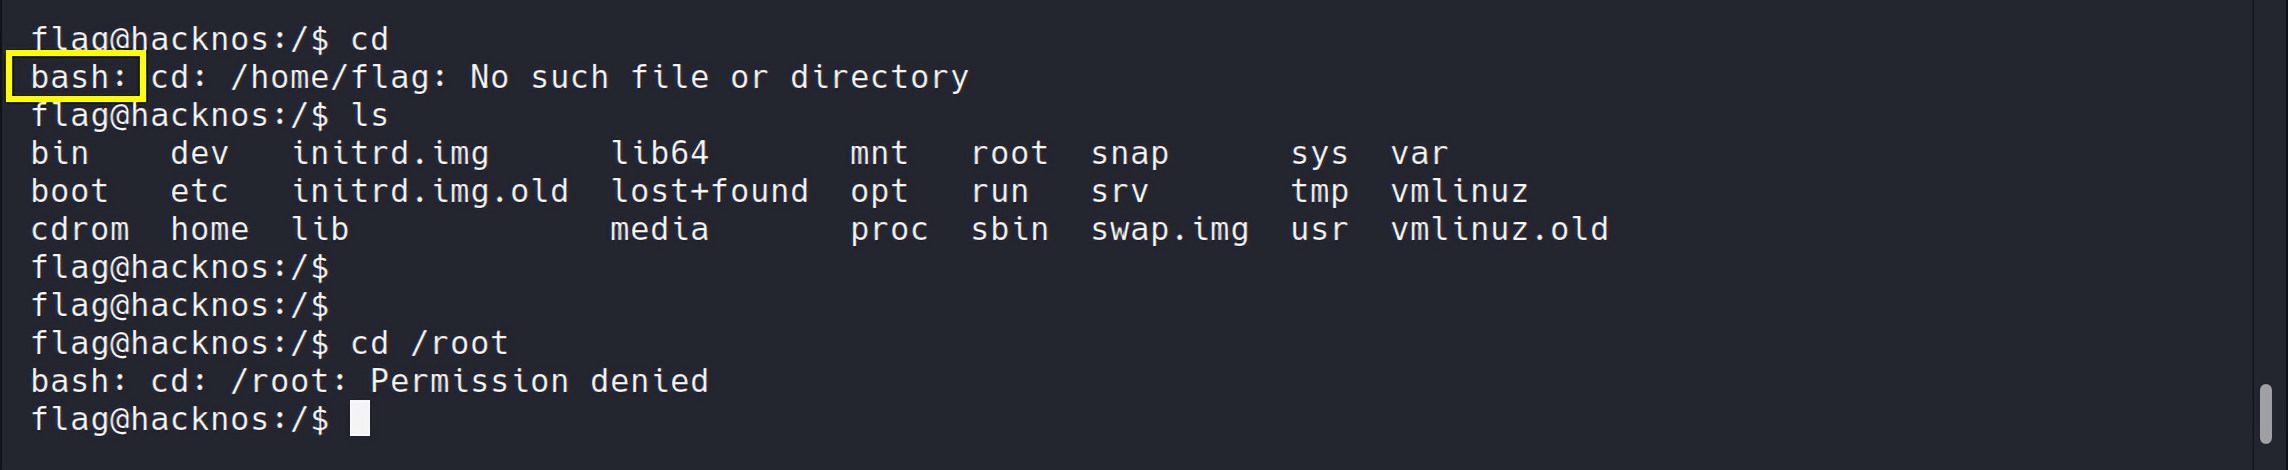 flag@hacknos:/$ cd
bash: cd: /home/flag: No such file or directory
flag@hacknos:/$ ls
bin    dev   initrd.img      lib64       mnt   root  snap      sys  var
boot   etc   initrd.img.old  lost+found  opt   run   srv       tmp  vmlinuz
cdrom  home  lib             media       proc  sbin  swap.img  usr  vmlinuz.old
flag@hacknos:/$
flag@hacknos:/$
flag@hacknos:/$ cd /root
bash: cd: /root: Permission denied
flag@hacknos:/$